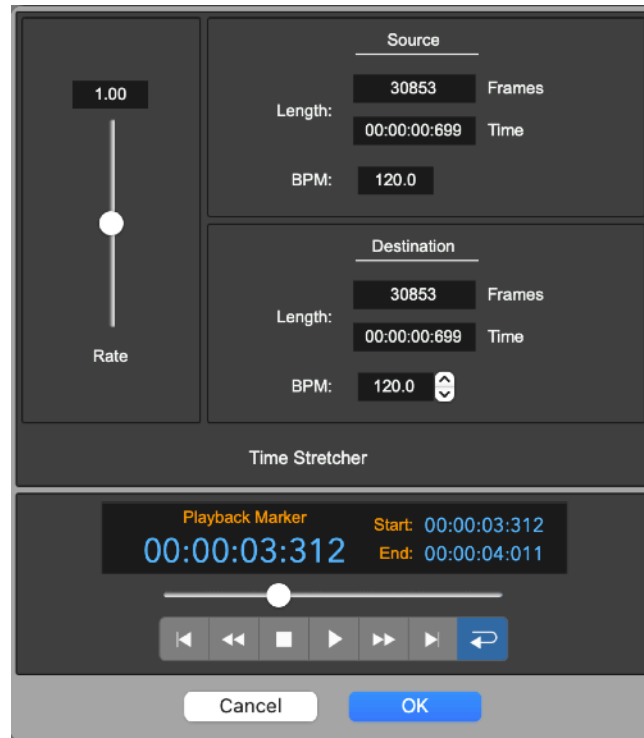 1.00
Rate
Source
Length:
30853 Frames
00:00:00:699 Time
BPM: 120.0
Destination
Length:
30853 Frames
00:00:00:699 Time
BPM: 120.0
Time Stretcher
Playback Marker
00:00:03:312
Start: 00:00:03:312
End: 00:00:04:011
Cancel OK